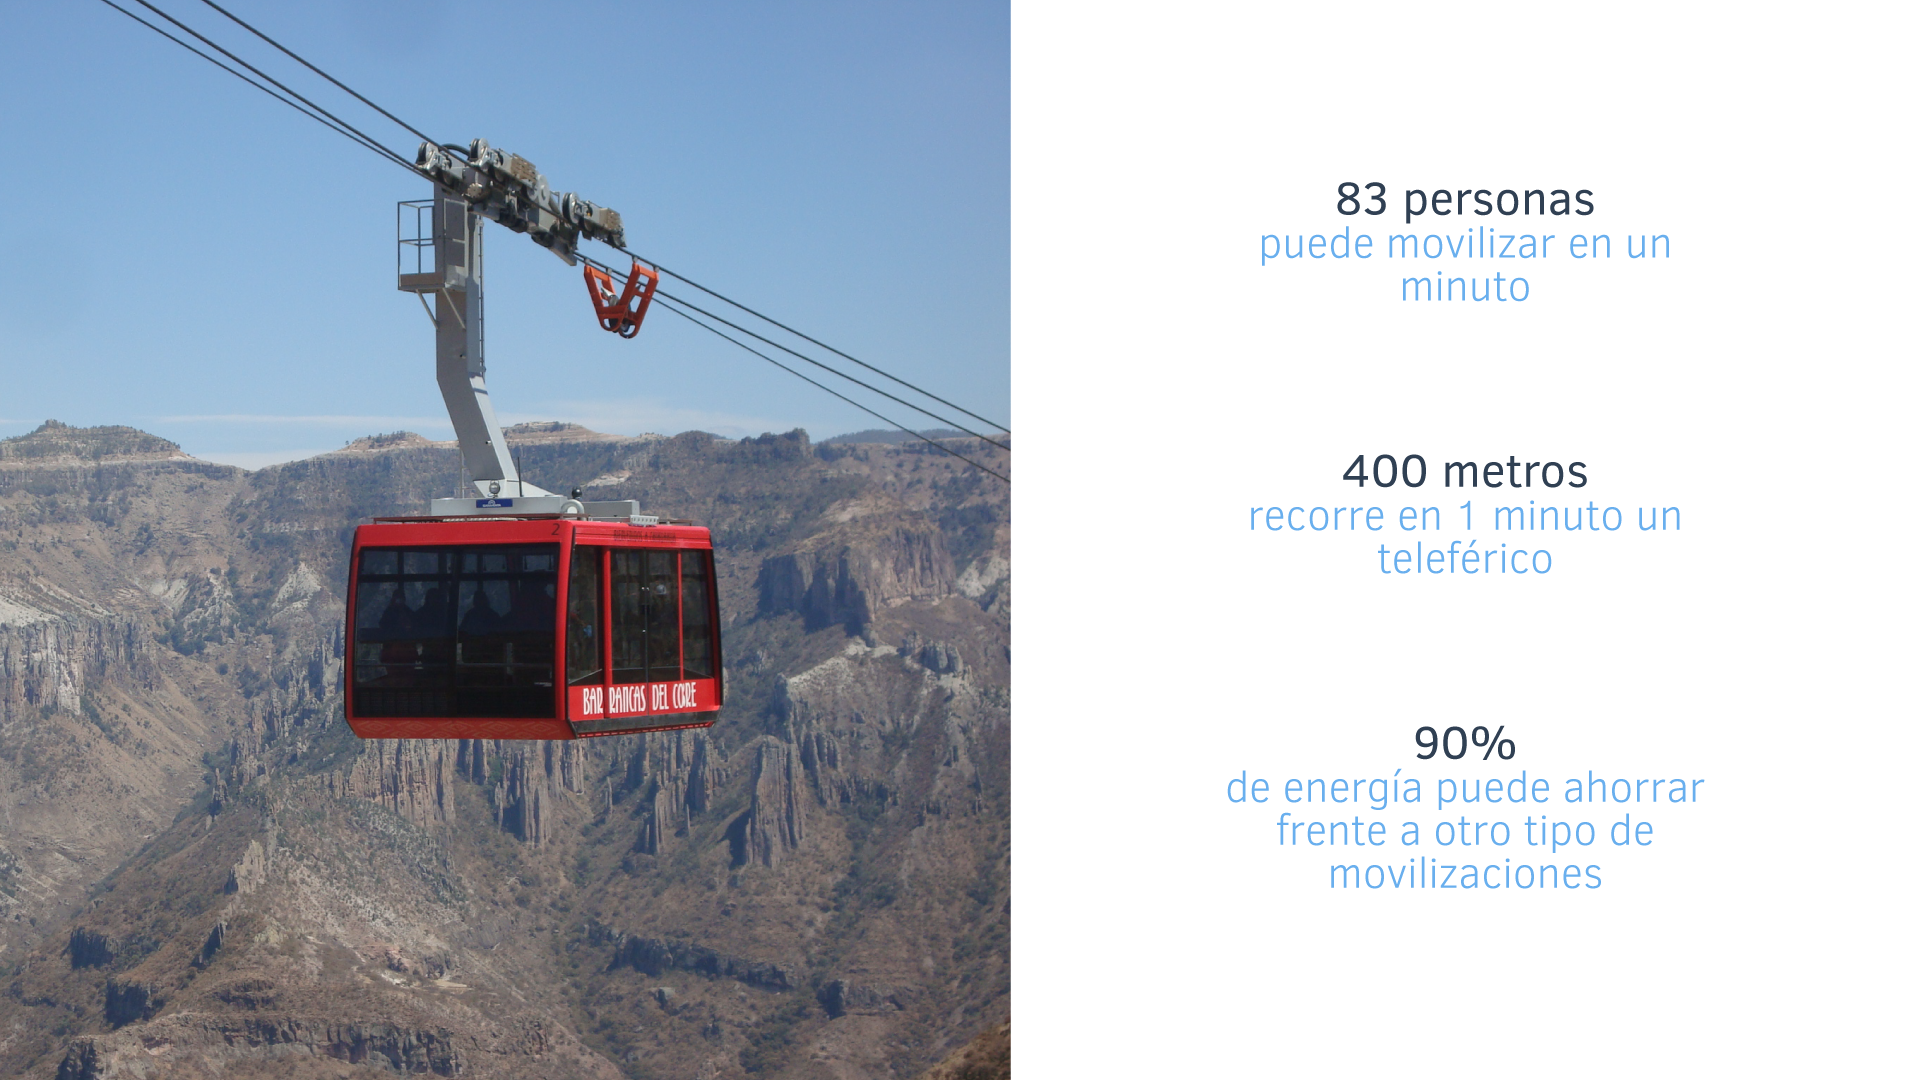 2
BARRANCAS DEL COBRE
83 personas
puede movilizar en un
minuto
400 metros
recorre en 1 minuto un
teleférico
90%
de energía puede ahorrar
frente a otro tipo de
movilizaciones